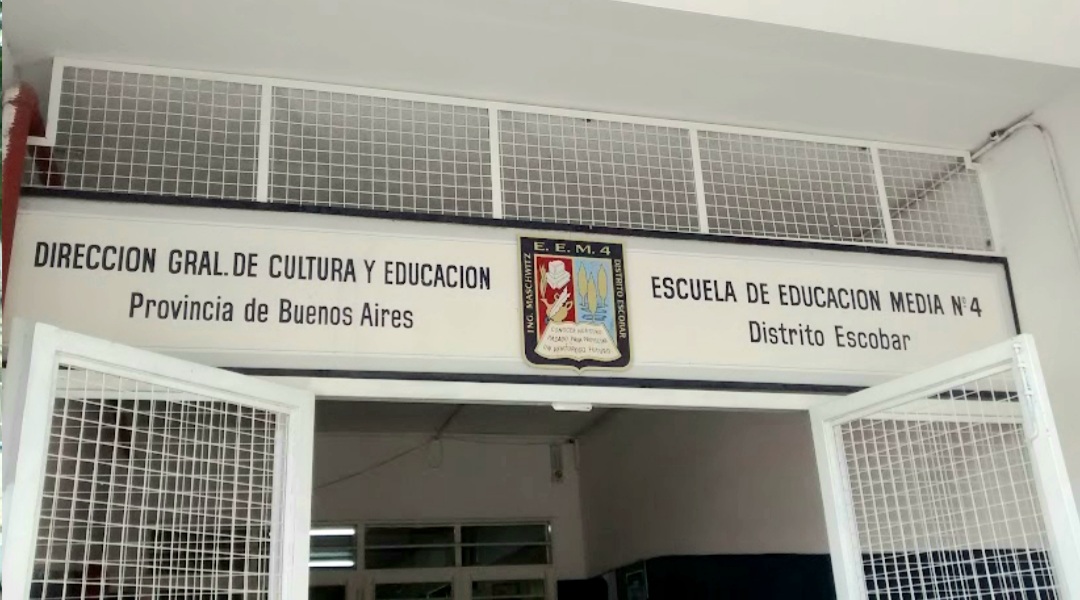 DIRECCION GRAL. DE CULTURA Y EDUCACION
Provincia de Buenos Aires
E. E. M. 4
ING. MASCHWITZ
DISTRITO ESCOBAR
ESCUELA DE EDUCACION MEDIA Nº 4
Distrito Escobar